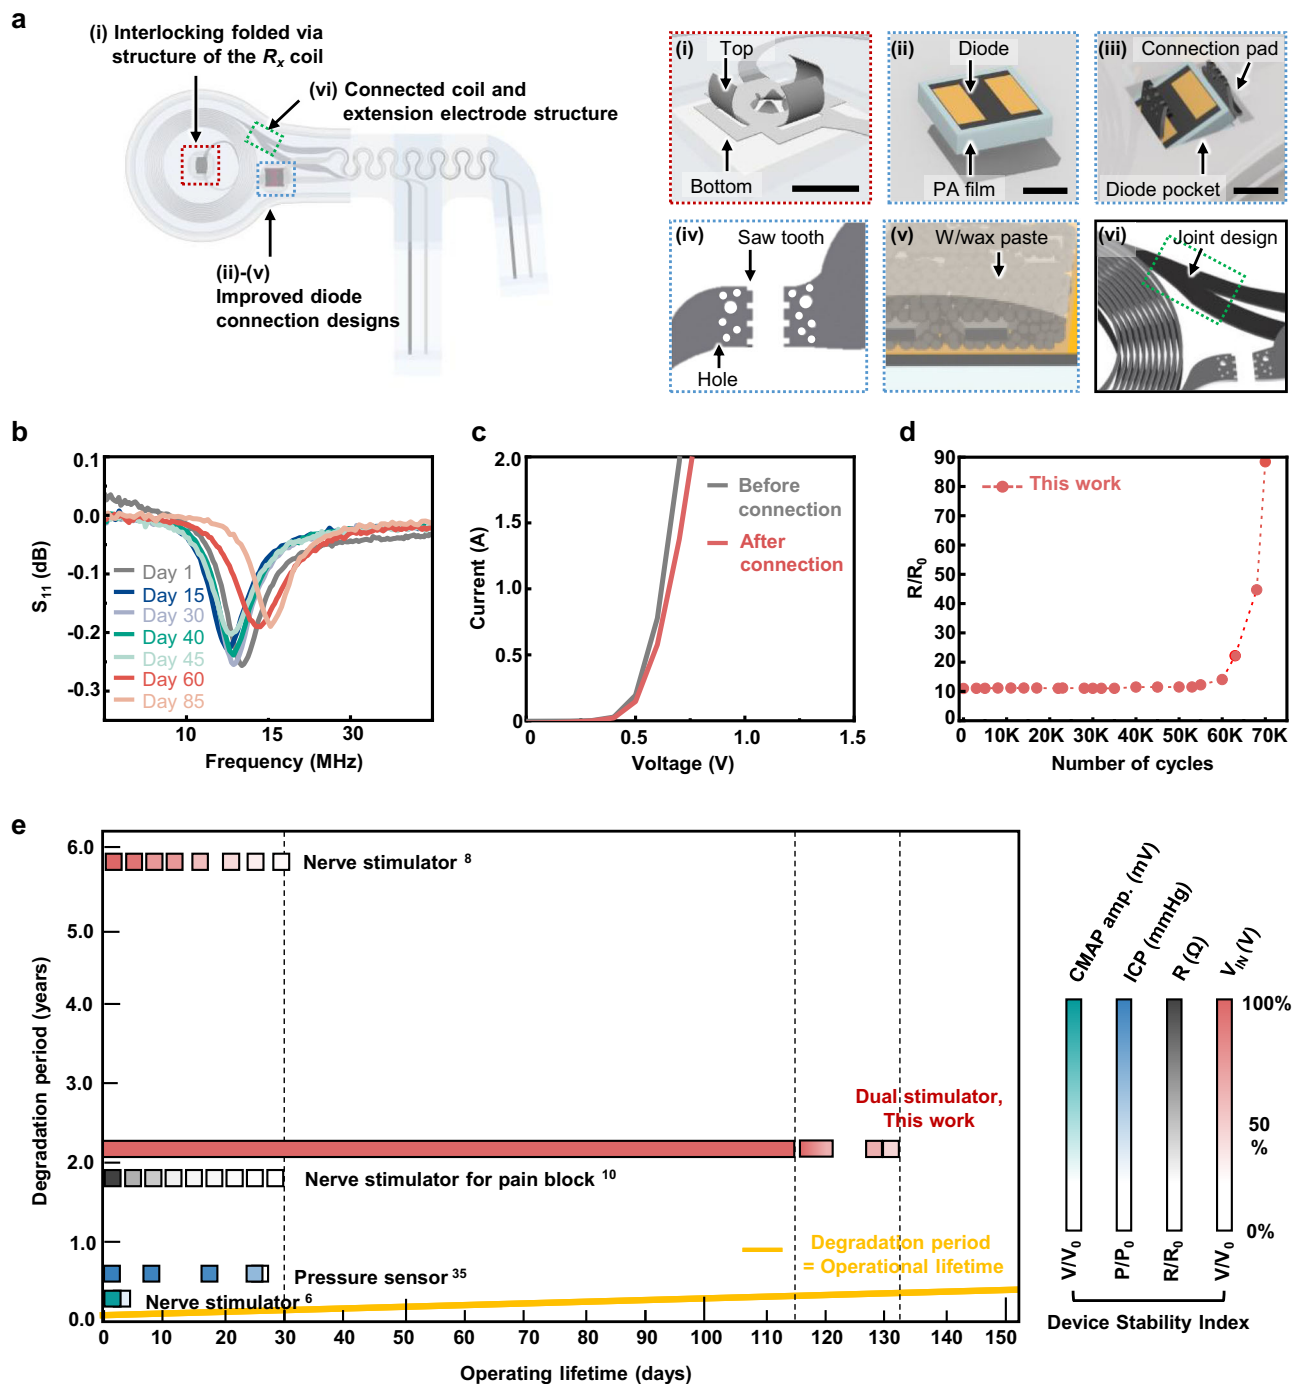 a
(i) Interlocking folded via
structure of the Rx coil
(vi) Connected coil and
extension electrode structure
(ii)-(v)
Improved diode
connection designs
(i)
Top
Bottom
(ii)
Diode
PA film
(iii)
Connection pad
Diode pocket
(iv)
Saw tooth
Hole
(v)
W/wax paste
(vi)
Joint design
b
0.1
0.0
-0.1
-0.2
-0.3
S11 (dB)
Day 1
Day 15
Day 30
Day 40
Day 45
Day 60
Day 85
10
15
30
Frequency (MHz)
c
2.0
1.5
1.0
0.5
0
Current (A)
Before
connection
After
connection
0
0.5
1.0
1.5
Voltage (V)
d
90
80
70
60
50
40
30
20
10
0
R/R0
This work
0
10K
20K
30K
40K
50K
60K
70K
Number of cycles
e
6.0
5.0
4.0
3.0
2.0
1.0
0.0
Degradation period (years)
Nerve stimulator 8
Dual stimulator,
This work
Nerve stimulator for pain block 10
Degradation period
= Operational lifetime
Pressure sensor 35
Nerve stimulator 6
0
10
20
30
40
50
60
70
80
90
100
110
120
130
150
Operating lifetime (days)
CMAP amp. (mV)
ICP (mmHg)
R (Ω)
VIN (V)
100%
50
%
0%
V/V0
P/P0
R/R0
V/V0
Device Stability Index